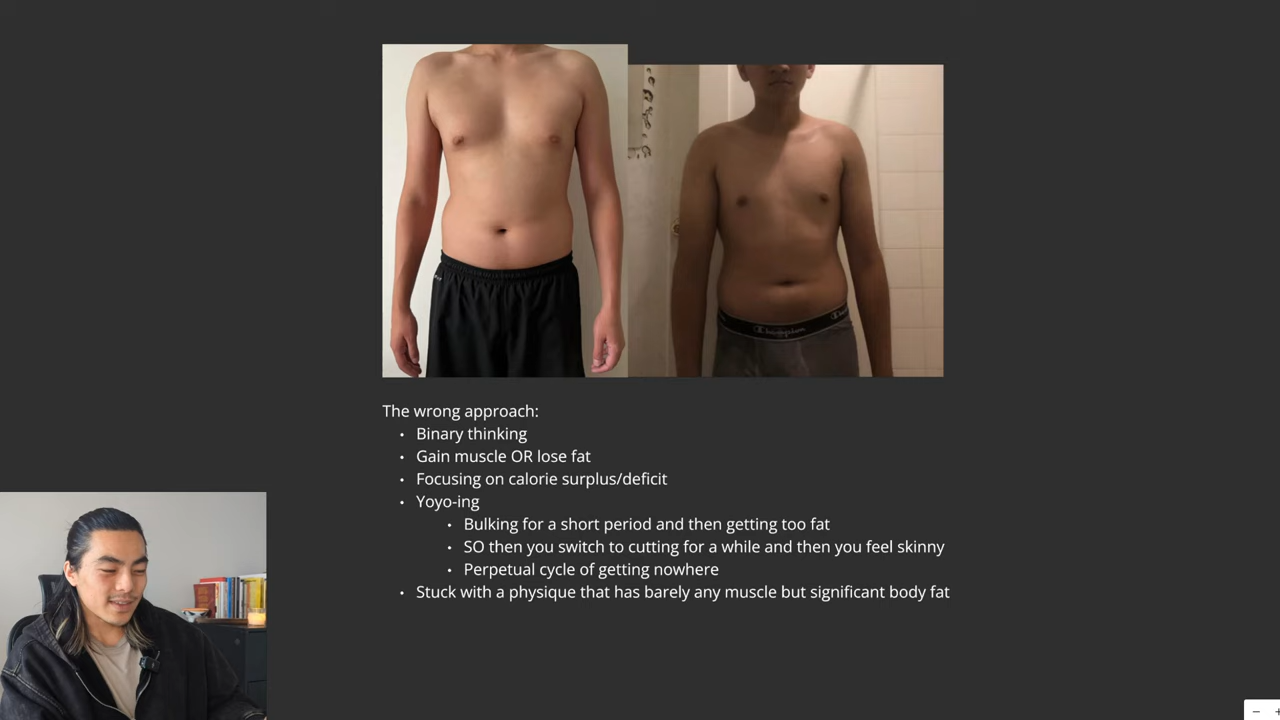 Champion
The wrong approach:
• Binary thinking
• Gain muscle OR lose fat
• Focusing on calorie surplus/deficit
• Yoyo-ing
• Bulking for a short period and then getting too fat
• SO then you switch to cutting for a while and then you feel skinny
• Perpetual cycle of getting nowhere
• Stuck with a physique that has barely any muscle but significant body fat